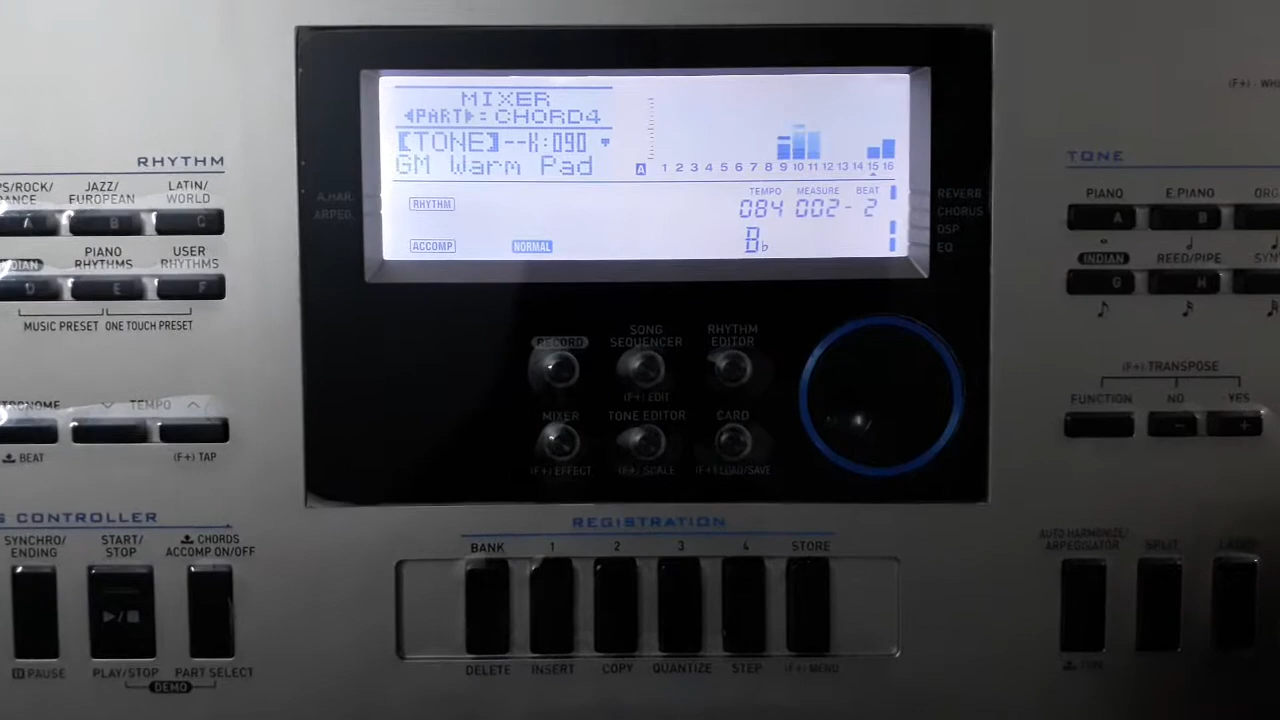 RHYTHM
JAZZ/
EUROPEAN
LATIN/
WORLD
A
B
C
PIANO
RHYTHMS
USER
RHYTHMS
D
E
F
MUSIC PRESET
ONE TOUCH PRESET
TEMPO
BEAT
(F+) TAP
CONTROLLER
SYNCHRO/
ENDING
START/
STOP
CHORDS
ACCOMP ON/OFF
PAUSE
PLAY/STOP
PART SELECT
DEMO
A.HAR.
ARPEG.
MIXER
◀PART▶:CHORD4
[TONE]--K:090
GM Warm Pad
A 1 2 3 4 5 6 7 8 9 10 11 12 13 14 15 16
RHYTHM
TEMPO MEASURE BEAT
084 002- 2
ACCOMP
NORMAL
B♭
REVERB
CHORUS
DSP
EQ
RECORD
SONG
SEQUENCER
RHYTHM
EDITOR
(F+) EDIT
MIXER
TONE EDITOR
CARD
(F+) EFFECT
(F+) SCALE
(F+) LOAD/SAVE
REGISTRATION
BANK
1
2
3
4
STORE
DELETE
INSERT
COPY
QUANTIZE
STEP
(F+) MENU
TONE
PIANO
E.PIANO
A
B
INDIAN
REED/PIPE
G
H
(F+) TRANSPOSE
FUNCTION
NO
YES
−
+
AUTO HARMONIZE/
ARPEGGIATOR
SPLIT
LAYER
TYPE